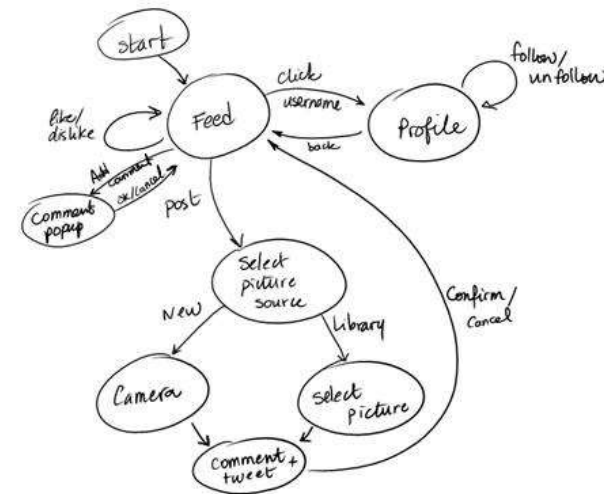 start
Feed
click
username
back
Profile
follow/
unfollow
like/
dislike
Add comment
ok/cancel
comment
popup
post
Select
picture
source
New
Library
Camera
select
picture
comment +
tweet
Confirm/
Cancel